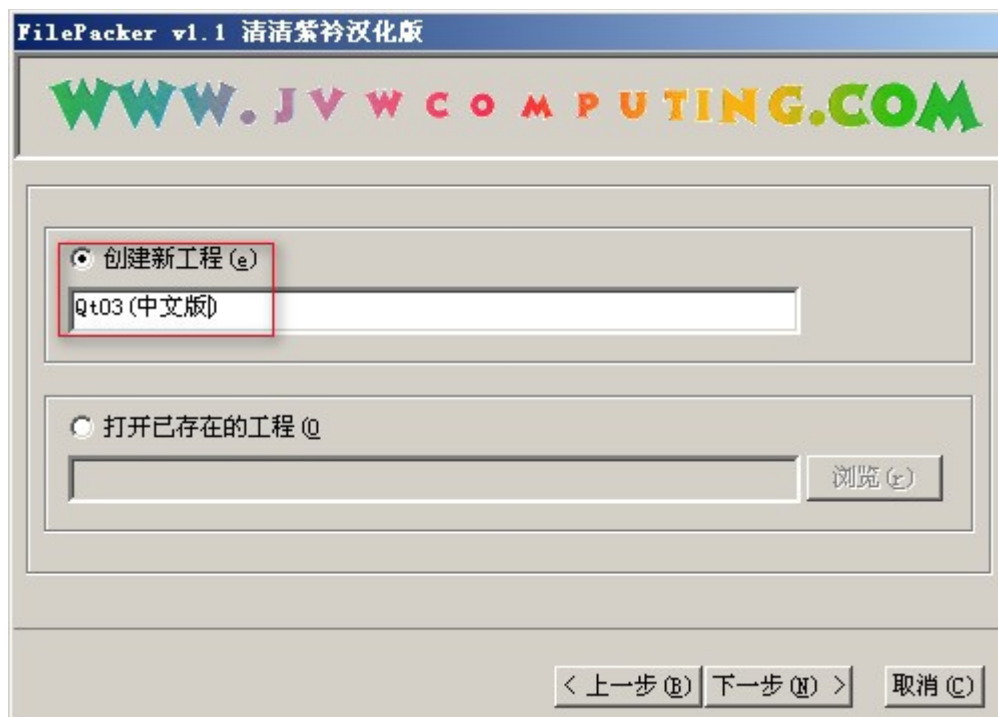 FilePacker v1.1 清清紫衿汉化版
WWW.JVWCOMPUTING.COM
创建新工程(e)
Qt03(中文版)
打开已存在的工程(O
浏览(r)
< 上一步(B) 下一步(N) > 取消(C)